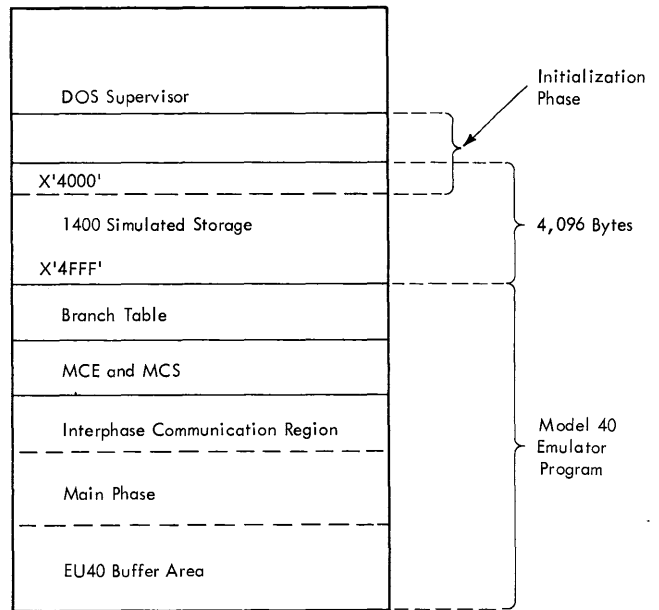 Initialization
Phase
DOS Supervisor
X'4000'
1400 Simulated Storage
4,096 Bytes
X'4FFF'
Branch Table
MCE and MCS
Interphase Communication Region
Model 40
Emulator
Program
Main Phase
EU40 Buffer Area